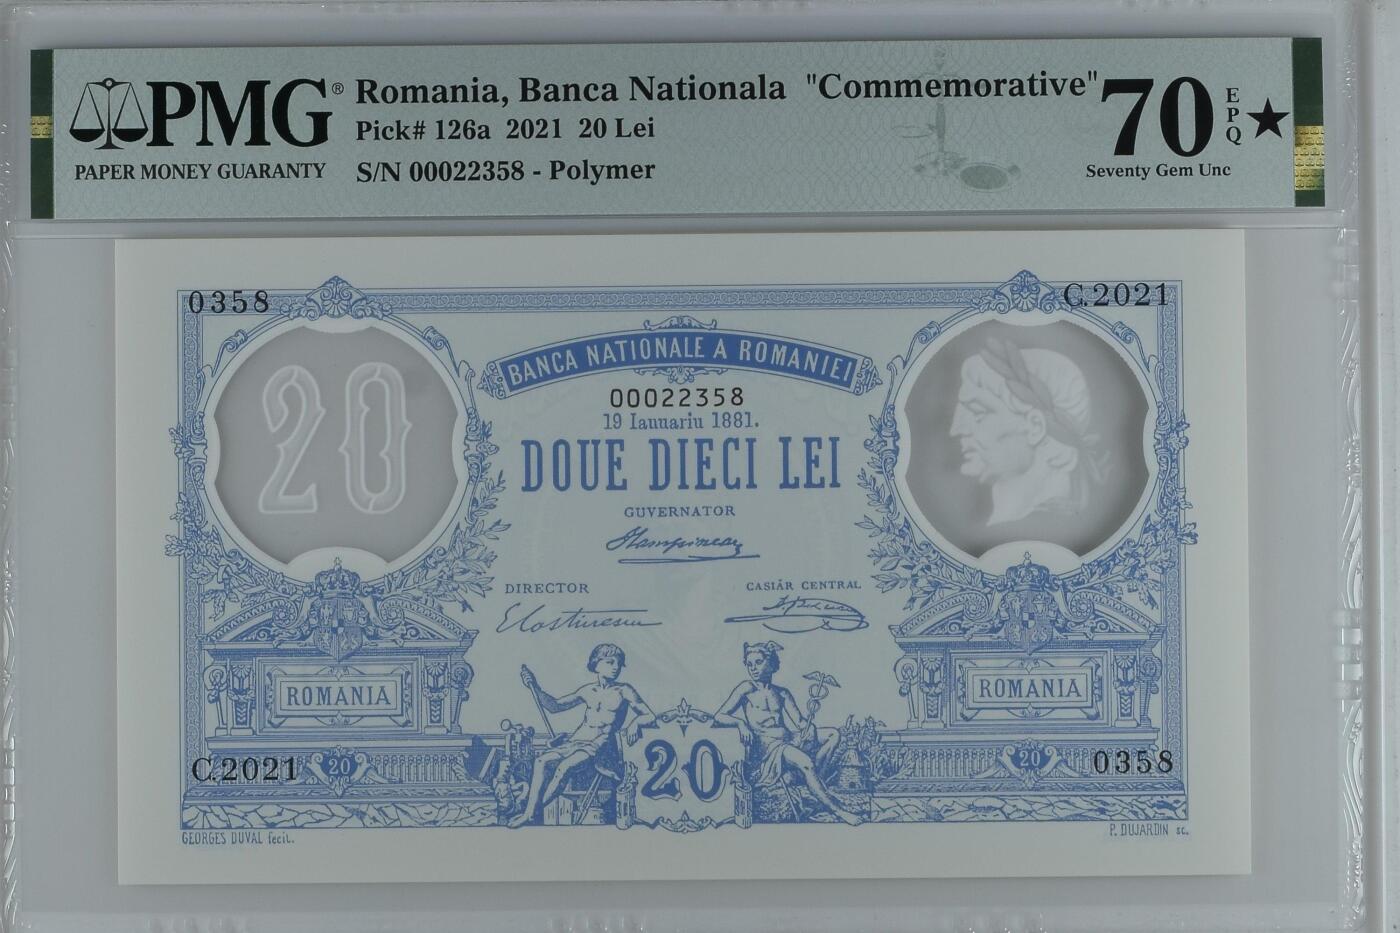 PMG®
PAPER MONEY GUARANTY
Romania, Banca Nationala "Commemorative"
Pick# 126a 2021 20 Lei
S/N 00022358 - Polymer
70 EPQ ★
Seventy Gem Unc
0358
C.2021
20
BANCA NATIONALE A ROMANIEI
00022358
19 Ianuariu 1881.
DOUE DIECI LEI
GUVERNATOR
DIRECTOR
CASIĂR CENTRAL
ROMANIA
ROMANIA
C.2021
20
20
20
0358
GEORGES DUVAL fecit.
P. DUJARDIN sc.